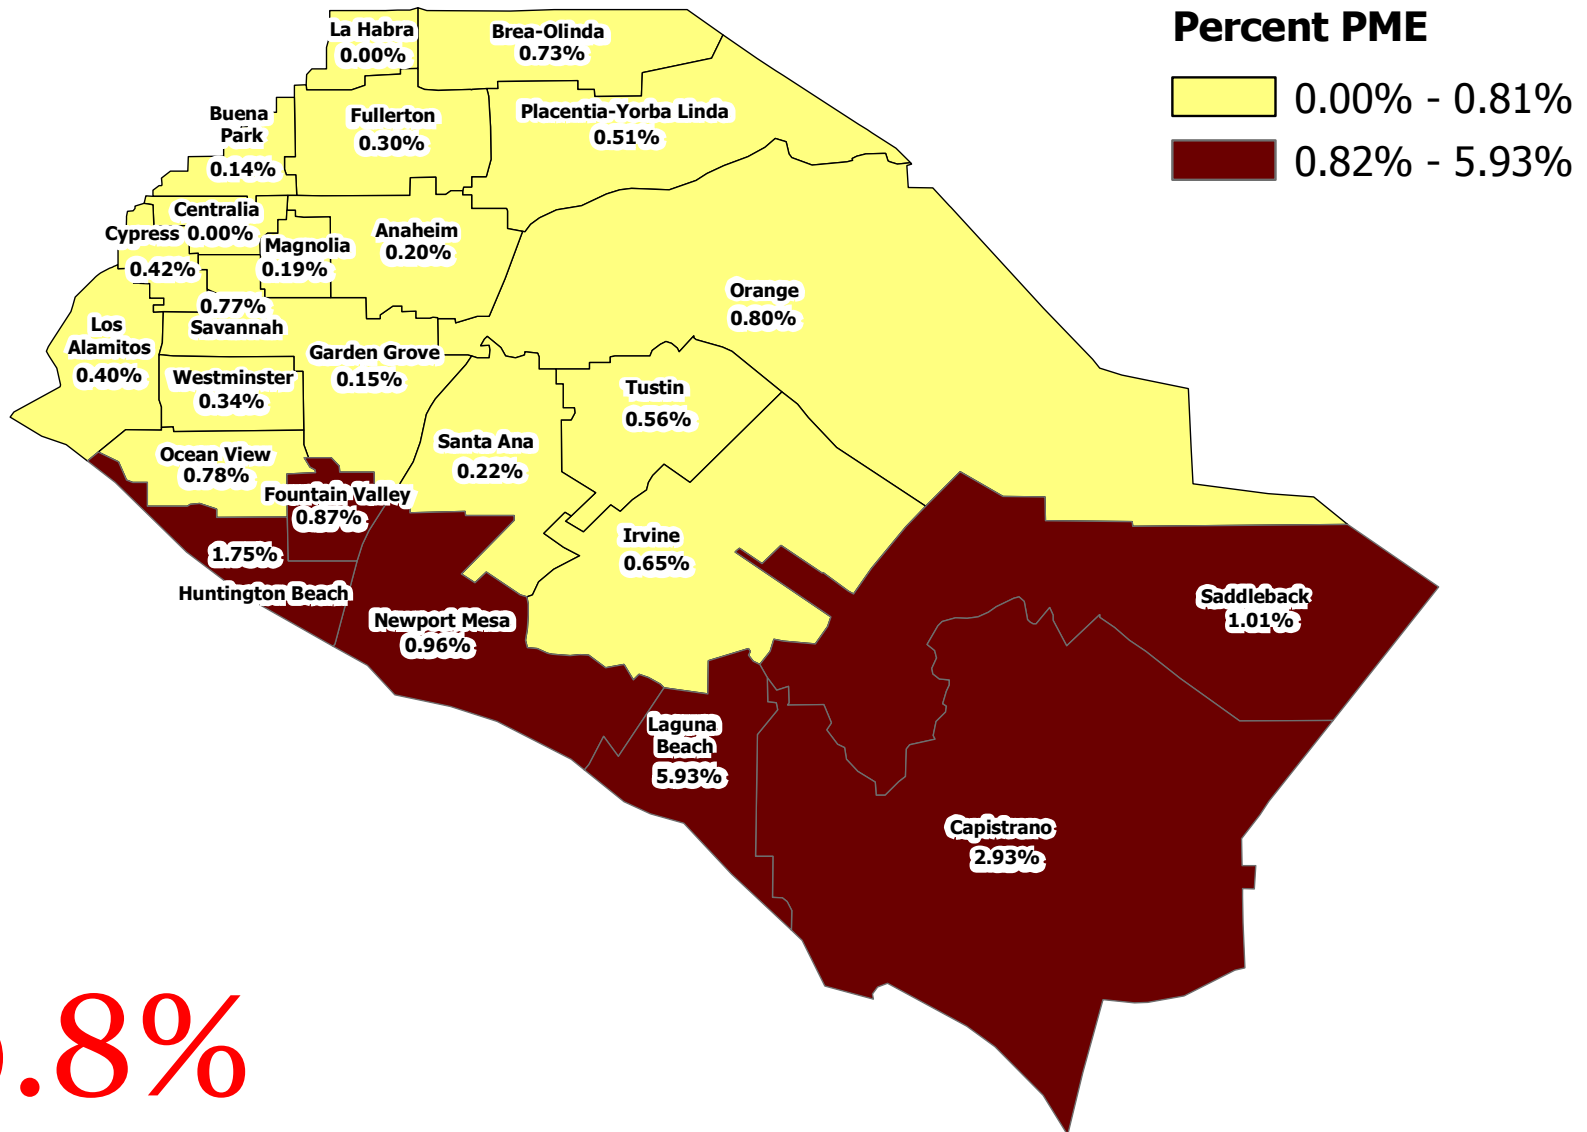 Percent PME
0.00% - 0.81%
0.82% - 5.93%
La Habra
0.00%
Brea-Olinda
0.73%
Buena
Park
0.14%
Fullerton
0.30%
Placentia-Yorba Linda
0.51%
Centralia
0.00%
Cypress
0.42%
Magnolia
0.19%
Anaheim
0.20%
Orange
0.80%
0.77%
Savannah
Los
Alamitos
0.40%
Garden Grove
0.15%
Westminster
0.34%
Tustin
0.56%
Santa Ana
0.22%
Ocean View
0.78%
Fountain Valley
0.87%
1.75%
Huntington Beach
Irvine
0.65%
Newport Mesa
0.96%
Saddleback
1.01%
Laguna
Beach
5.93%
Capistrano
2.93%
.8%